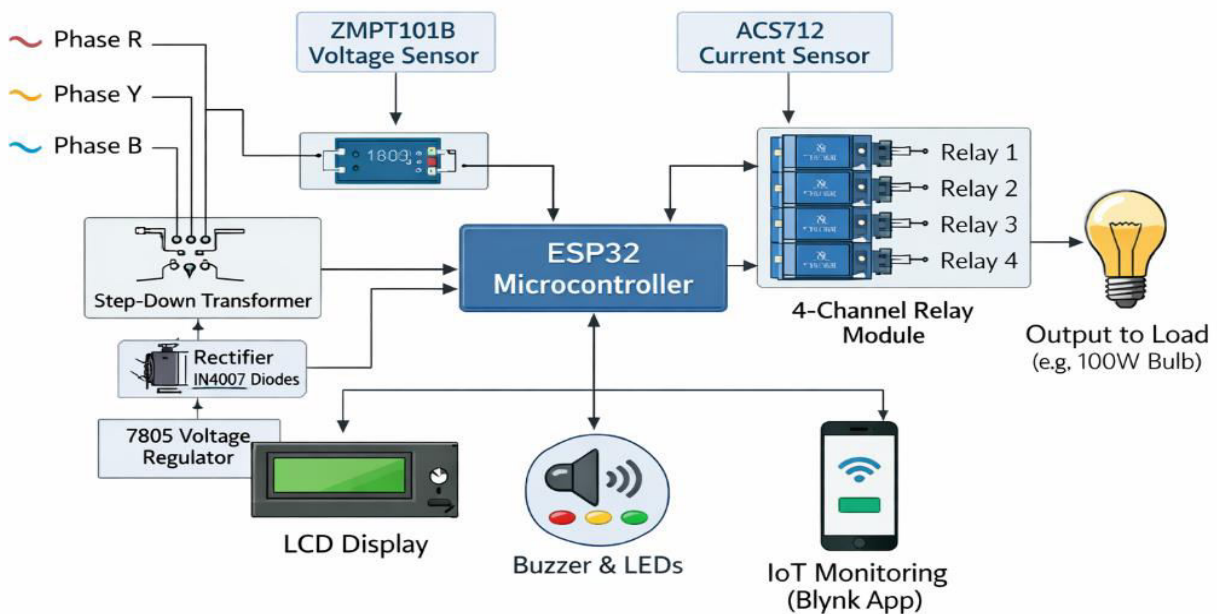 ZMPT101B
Voltage Sensor
ACS712
Current Sensor
Phase R
Phase Y
Phase B
Relay 1
Relay 2
Relay 3
Relay 4
ESP32
Microcontroller
Step-Down Transformer
4-Channel Relay
Module
Output to Load
(e.g, 100W Bulb)
Rectifier
IN4007 Diodes
7805 Voltage
Regulator
LCD Display
Buzzer & LEDs
IoT Monitoring
(Blynk App)